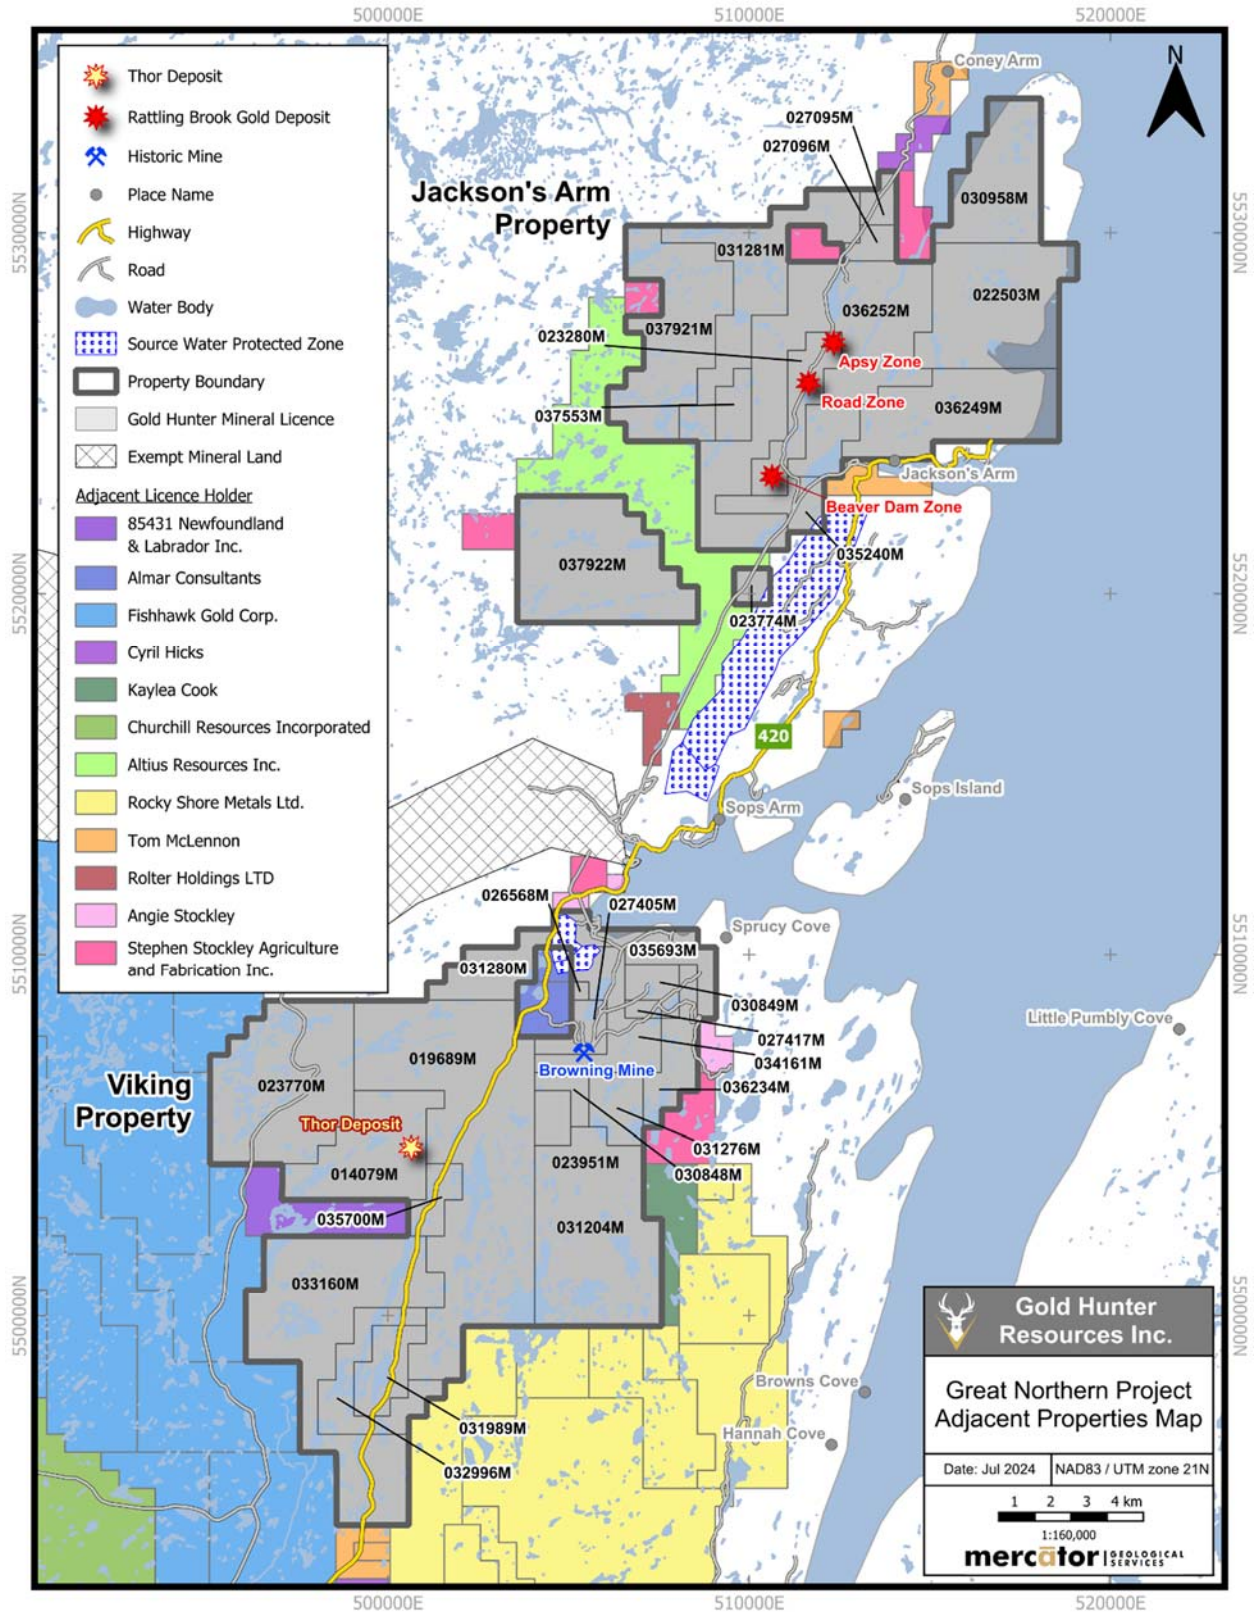 500000E
510000E
520000E
Thor Deposit
Rattling Brook Gold Deposit
Historic Mine
Place Name
Highway
Road
Water Body
Source Water Protected Zone
Property Boundary
Gold Hunter Mineral Licence
Exempt Mineral Land
Adjacent Licence Holder
85431 Newfoundland
& Labrador Inc.
Almar Consultants
Fishhawk Gold Corp.
Cyril Hicks
Kaylea Cook
Churchill Resources Incorporated
Altius Resources Inc.
Rocky Shore Metals Ltd.
Tom McLennon
Rolter Holdings LTD
Angie Stockley
Stephen Stockley Agriculture
and Fabrication Inc.
N
Coney Arm
027095M
027096M
Jackson's Arm
Property
030958M
5530000N
5530000N
031281M
022503M
036252M
037921M
023280M
Apsy Zone
Road Zone
037553M
036249M
Jackson's Arm
Beaver Dam Zone
035240M
037922M
5520000N
5520000N
023774M
420
Sops Island
Sops Arm
026568M
027405M
Sprucy Cove
035693M
5510000N
5510000N
031280M
030849M
Little Pumbly Cove
027417M
019689M
034161M
Browning Mine
Viking
Property
023770M
036234M
Thor Deposit
031276M
023951M
014079M
030848M
035700M
031204M
033160M
5500000N
5500000N
Gold Hunter
Resources Inc.
Browns Cove
Great Northern Project
Adjacent Properties Map
031989M
Hannah Cove
032996M
Date: Jul 2024
NAD83 / UTM zone 21N
1 2 3 4 km
1:160,000
mercātor GEOLOGICAL
SERVICES
500000E
510000E
520000E